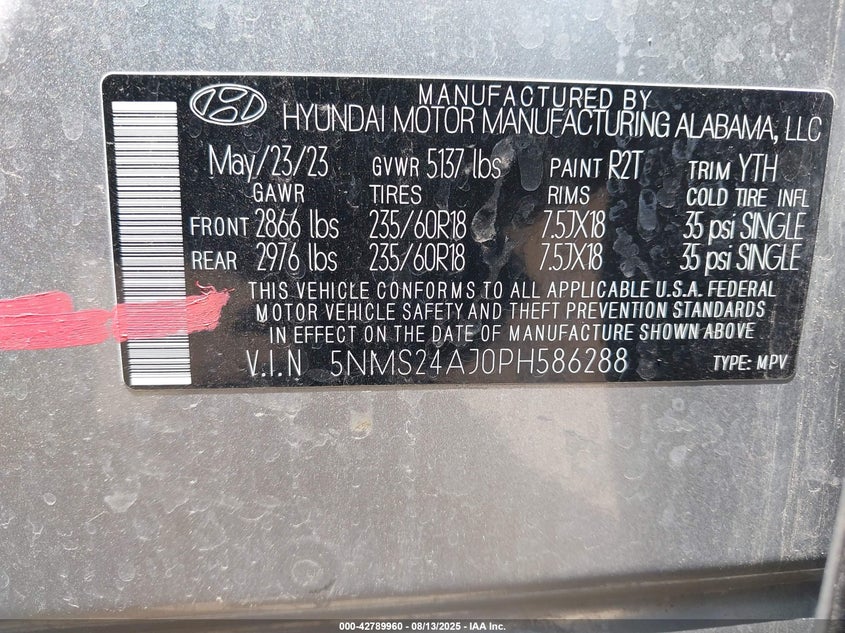 MANUFACTURED BY
HYUNDAI MOTOR MANUFACTURING ALABAMA, LLC
May/23/23 GVWR 5137 lbs PAINT R2T TRIM YTH
GAWR TIRES RIMS COLD TIRE INFL
FRONT 2866 lbs 235/60R18 7.5JX18 35 psi SINGLE
REAR 2976 lbs 235/60R18 7.5JX18 35 psi SINGLE
THIS VEHICLE CONFORMS TO ALL APPLICABLE U.S.A. FEDERAL
MOTOR VEHICLE SAFETY AND THEFT PREVENTION STANDARDS
IN EFFECT ON THE DATE OF MANUFACTURE SHOWN ABOVE
V.I.N 5NMS24AJ0PH586288 TYPE: MPV
000-42789960 - 08/13/2025 - IAA Inc.